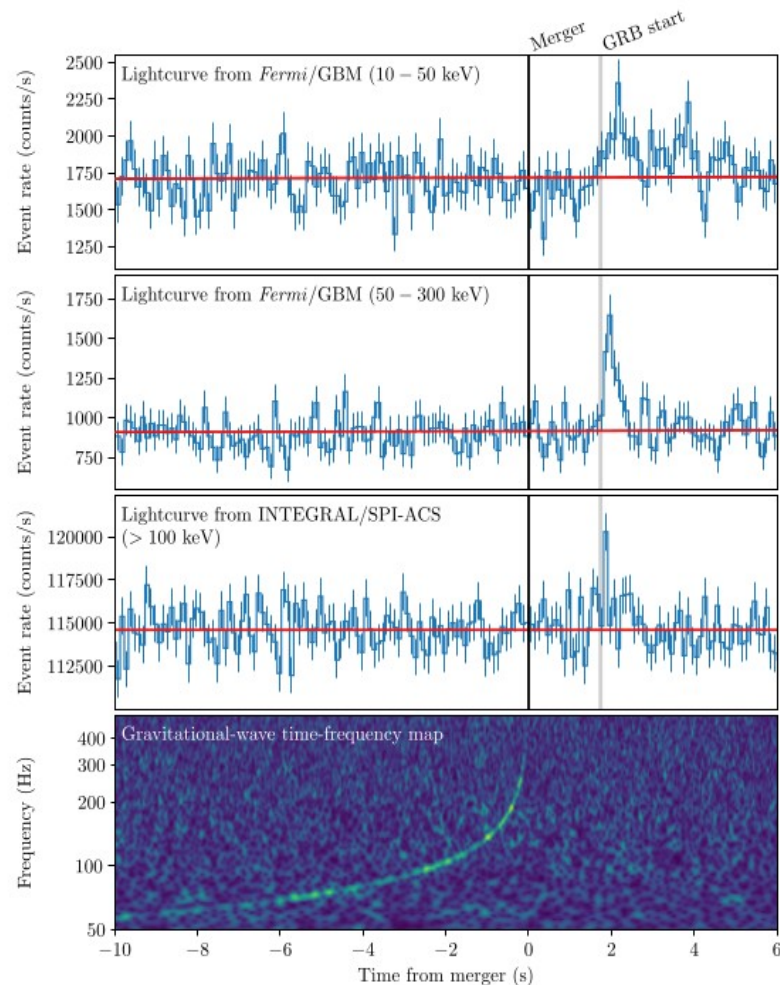 Merger
GRB start
Lightcurve from Fermi/GBM (10 − 50 keV)
Event rate (counts/s)
2500
2250
2000
1750
1500
1250
Lightcurve from Fermi/GBM (50 − 300 keV)
Event rate (counts/s)
1750
1500
1250
1000
750
Lightcurve from INTEGRAL/SPI-ACS
(> 100 keV)
Event rate (counts/s)
120000
117500
115000
112500
Gravitational-wave time-frequency map
Frequency (Hz)
400
300
200
100
50
−10 −8 −6 −4 −2 0 2 4 6
Time from merger (s)